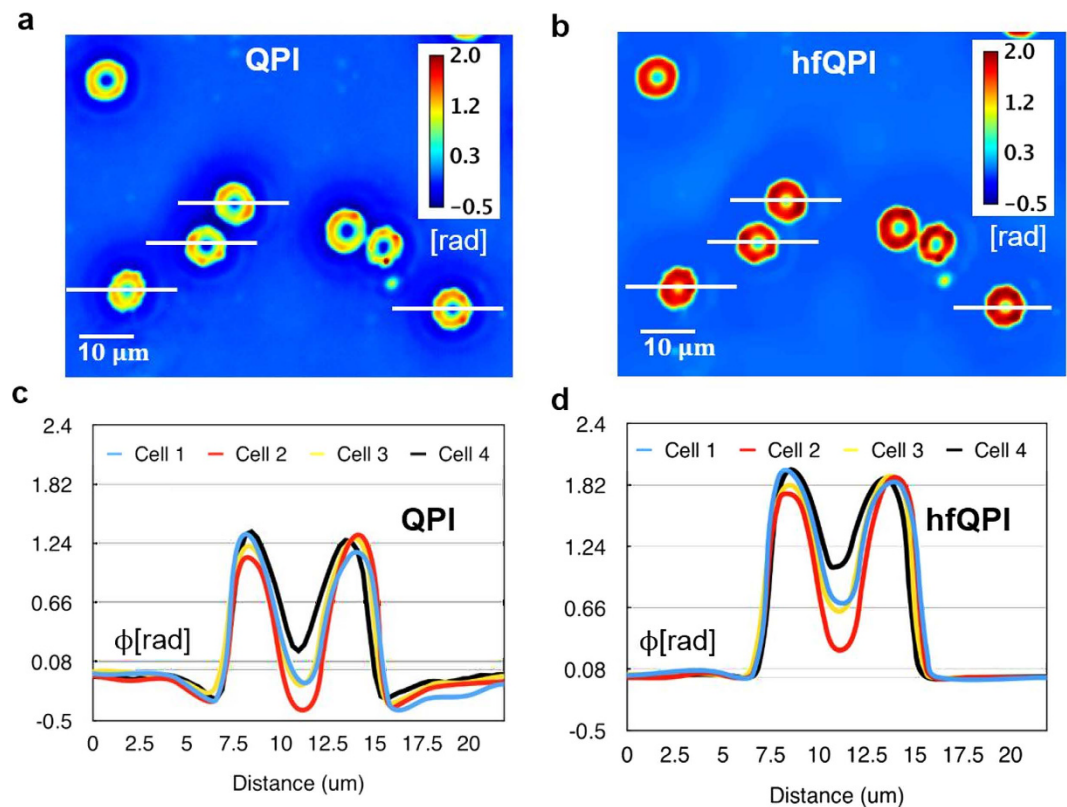 a
QPI
2.0
1.2
0.3
−0.5
[rad]
10 μm
b
hfQPI
2.0
1.2
0.3
−0.5
[rad]
10 μm
c
2.4
1.82
1.24
0.66
0.08
-0.5
Cell 1 Cell 2 Cell 3 Cell 4
QPI
ϕ[rad]
0 2.5 5 7.5 10 12.5 15 17.5 20
Distance (um)
d
2.4
1.82
1.24
0.66
0.08
-0.5
Cell 1 Cell 2 Cell 3 Cell 4
hfQPI
ϕ[rad]
0 2.5 5 7.5 10 12.5 15 17.5 20
Distance (um)